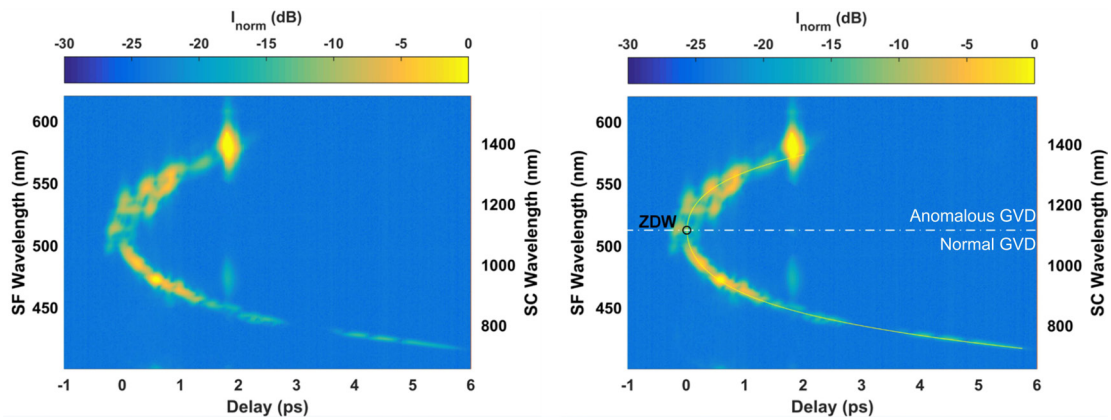 I_norm (dB)
-30 -25 -20 -15 -10 -5 0
600
550
500
450
SF Wavelength (nm)
1400
1200
1000
800
SC Wavelength (nm)
-1 0 1 2 3 4 5 6
Delay (ps)
I_norm (dB)
-30 -25 -20 -15 -10 -5 0
600
550
500
450
SF Wavelength (nm)
ZDW
Anomalous GVD
Normal GVD
1400
1200
1000
800
SC Wavelength (nm)
-1 0 1 2 3 4 5 6
Delay (ps)